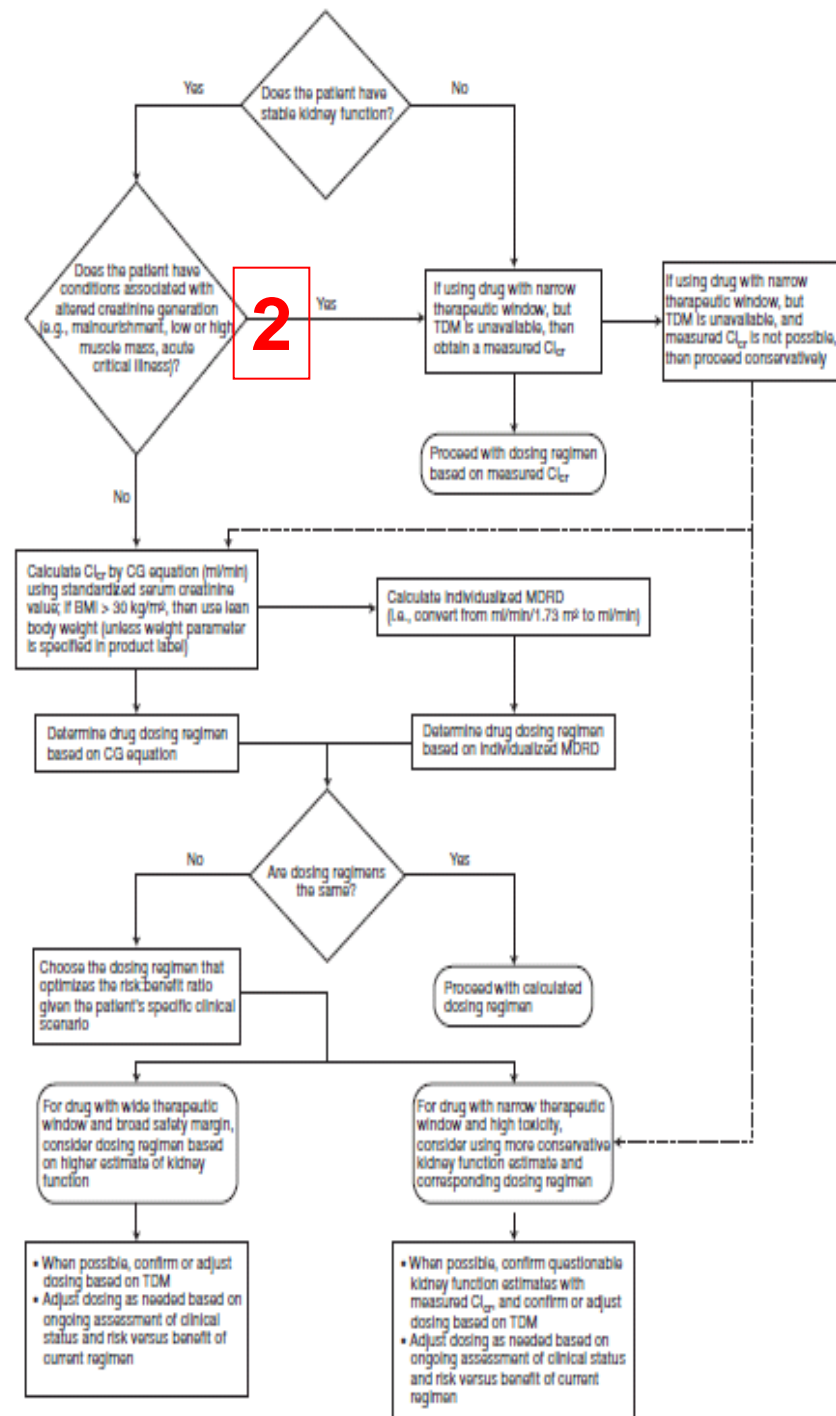 Does the patient have
stable kidney function?
Yes
No
Does the patient have
conditions associated with
altered creatinine generation
(e.g., malnourishment, low or high
muscle mass, acute
critical illness)?
2
Yes
If using drug with narrow
therapeutic window, but
TDM is unavailable, then
obtain a measured Clcr
If using drug with narrow
therapeutic window, but
TDM is unavailable, and
measured Clcr is not possible,
then proceed conservatively
Proceed with dosing regimen
based on measured Clcr
No
Calculate Clcr by CG equation (ml/min)
using standardized serum creatinine
value; if BMI > 30 kg/m², then use lean
body weight (unless weight parameter
is specified in product label)
Calculate individualized MDRD
(i.e., convert from ml/min/1.73 m² to ml/min)
Determine drug dosing regimen
based on CG equation
Determine drug dosing regimen
based on individualized MDRD
No
Yes
Are dosing regimens
the same?
Choose the dosing regimen that
optimizes the risk:benefit ratio
given the patient's specific clinical
scenario
Proceed with calculated
dosing regimen
For drug with wide therapeutic
window and broad safety margin,
consider dosing regimen based
on higher estimate of kidney
function
For drug with narrow therapeutic
window and high toxicity,
consider using more conservative
kidney function estimate and
corresponding dosing regimen
• When possible, confirm or adjust
dosing based on TDM
• Adjust dosing as needed based on
ongoing assessment of clinical
status and risk versus benefit of
current regimen
• When possible, confirm questionable
kidney function estimates with
measured Clcr, and confirm or adjust
dosing based on TDM
• Adjust dosing as needed based on
ongoing assessment of clinical status
and risk versus benefit of current
regimen